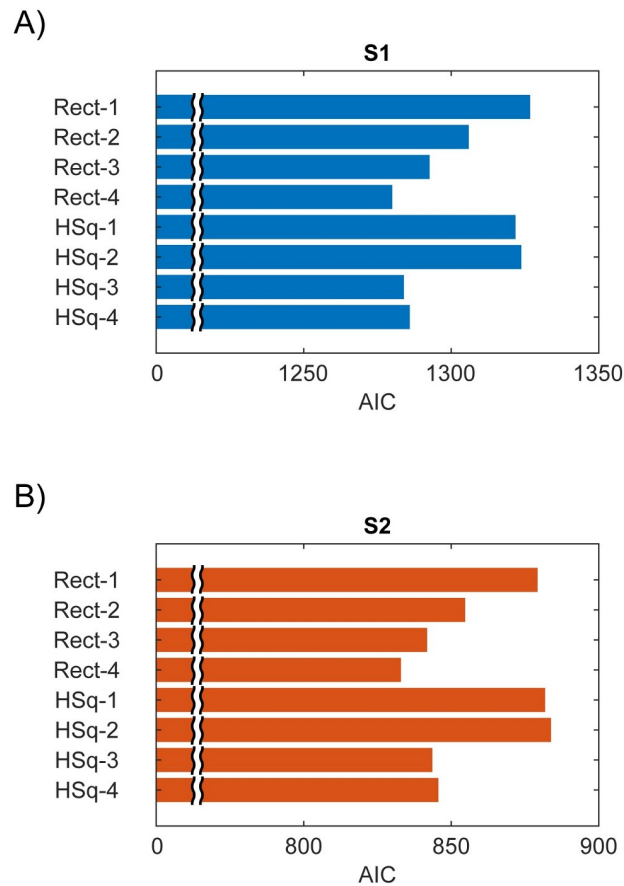 A)
S1
Rect-1
Rect-2
Rect-3
Rect-4
HSq-1
HSq-2
HSq-3
HSq-4
0 1250 1300 1350
AIC
B)
S2
Rect-1
Rect-2
Rect-3
Rect-4
HSq-1
HSq-2
HSq-3
HSq-4
0 800 850 900
AIC